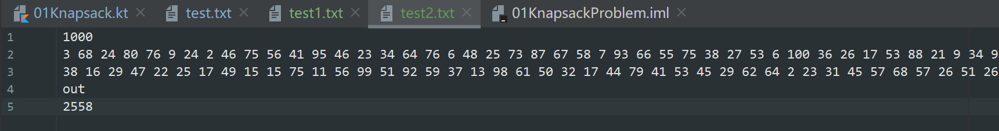 01Knapsack.kt test.txt test1.txt test2.txt 01KnapsackProblem.iml
1 1000
2 3 68 24 80 76 9 24 2 46 75 56 41 95 46 23 34 64 76 6 48 25 73 87 67 58 7 93 66 55 75 38 27 53 6 100 36 26 17 53 88 21 9 34 9
3 38 16 29 47 22 25 17 49 15 15 75 11 56 99 51 92 59 37 13 98 61 50 32 17 44 79 41 53 45 29 62 64 2 23 31 45 57 68 57 26 51 26
4 out
5 2558